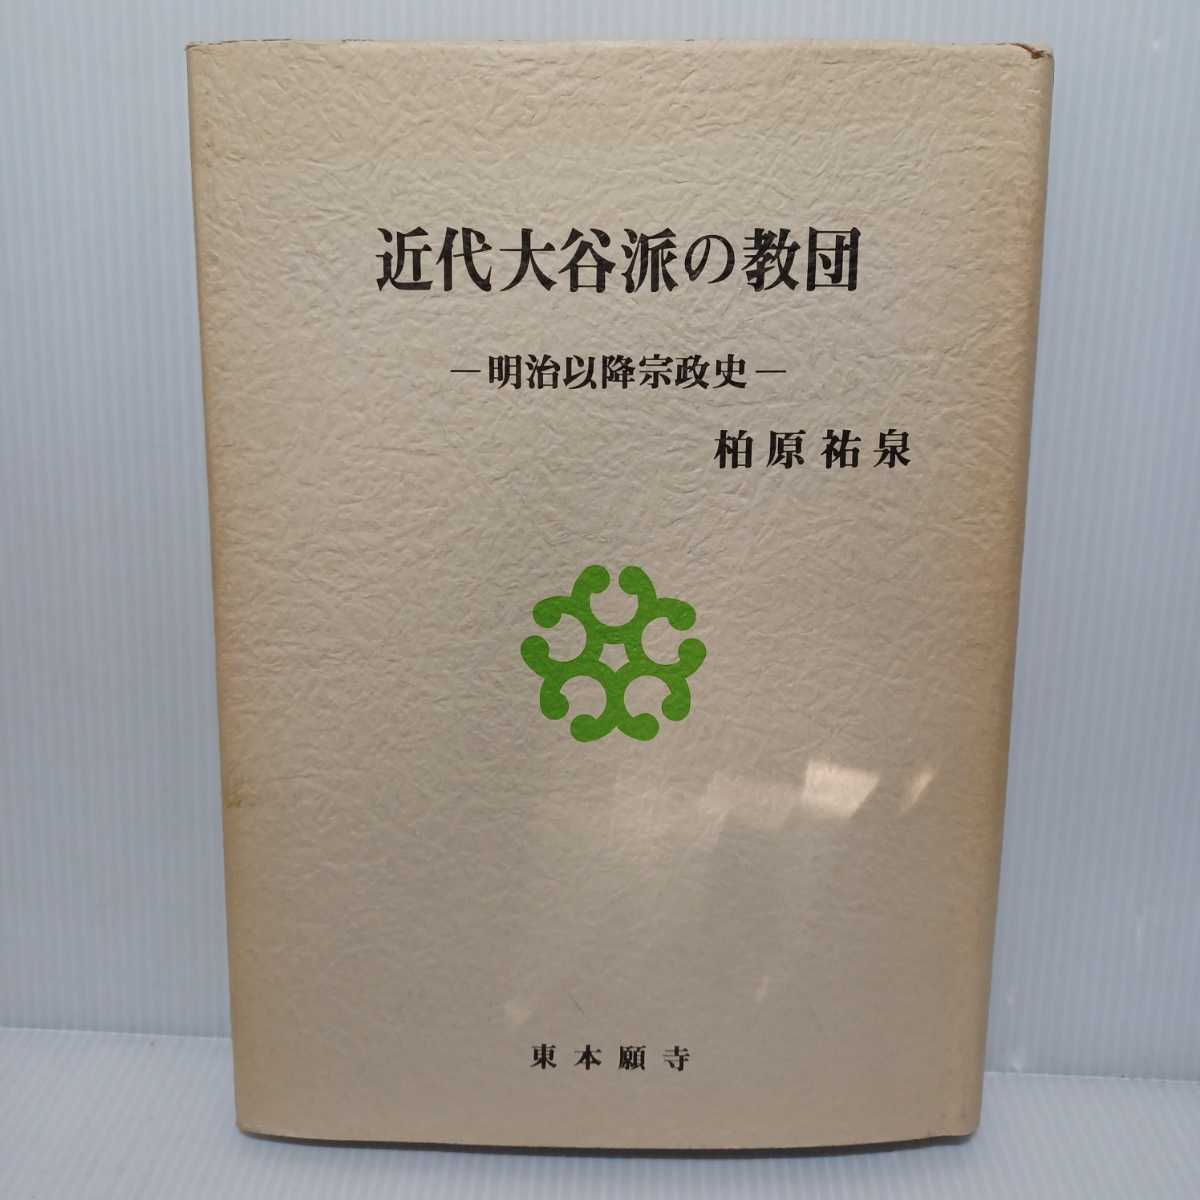 近代大谷派の教団
―明治以降宗政史―
柏原祐泉
東本願寺